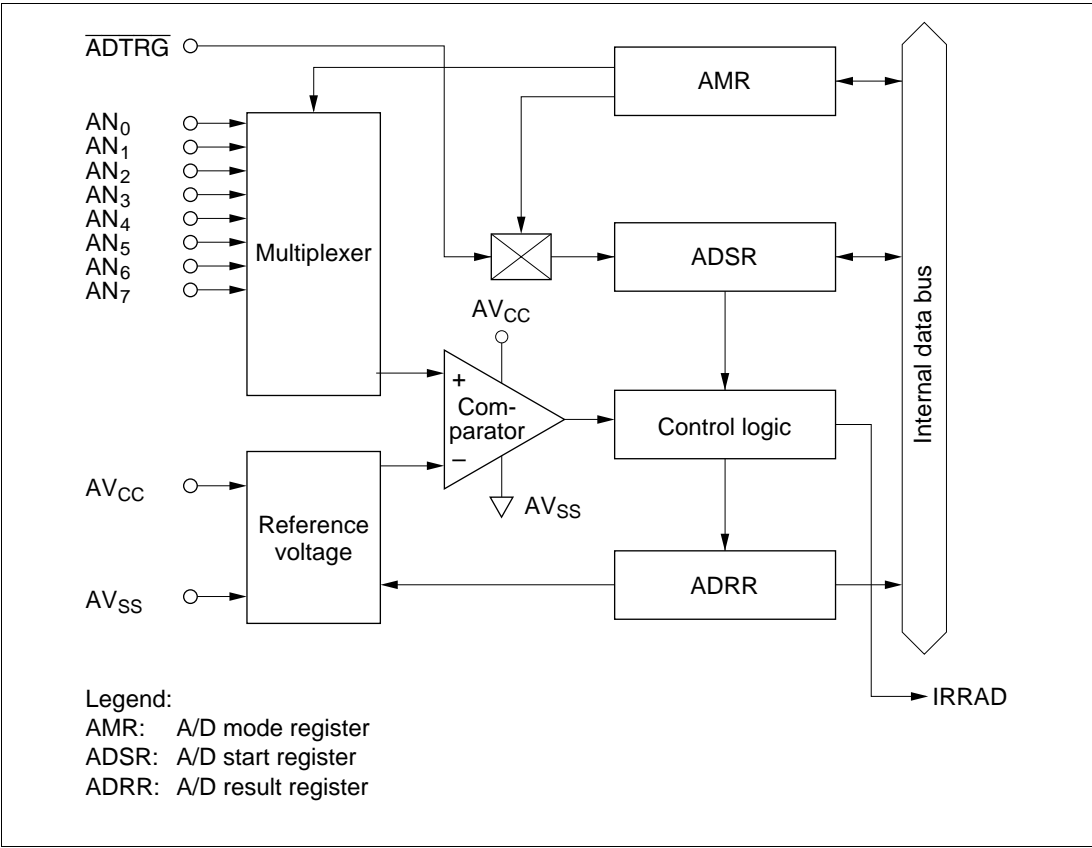 ADTRG
AMR
AN0
AN1
AN2
AN3
AN4
AN5
AN6
AN7
Multiplexer
ADSR
AVCC
+
Com-
parator
–
AVSS
Control logic
Internal data bus
AVCC
AVSS
Reference
voltage
ADRR
IRRAD
Legend:
AMR: A/D mode register
ADSR: A/D start register
ADRR: A/D result register